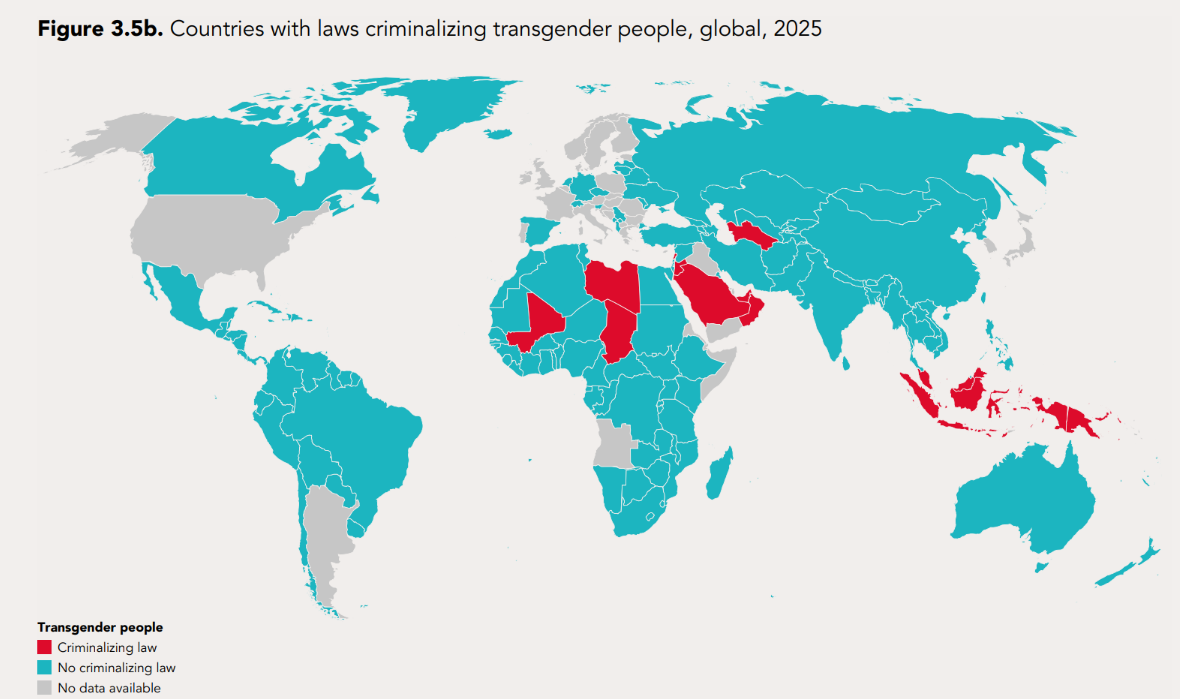 Figure 3.5b. Countries with laws criminalizing transgender people, global, 2025
Transgender people
Criminalizing law
No criminalizing law
No data available